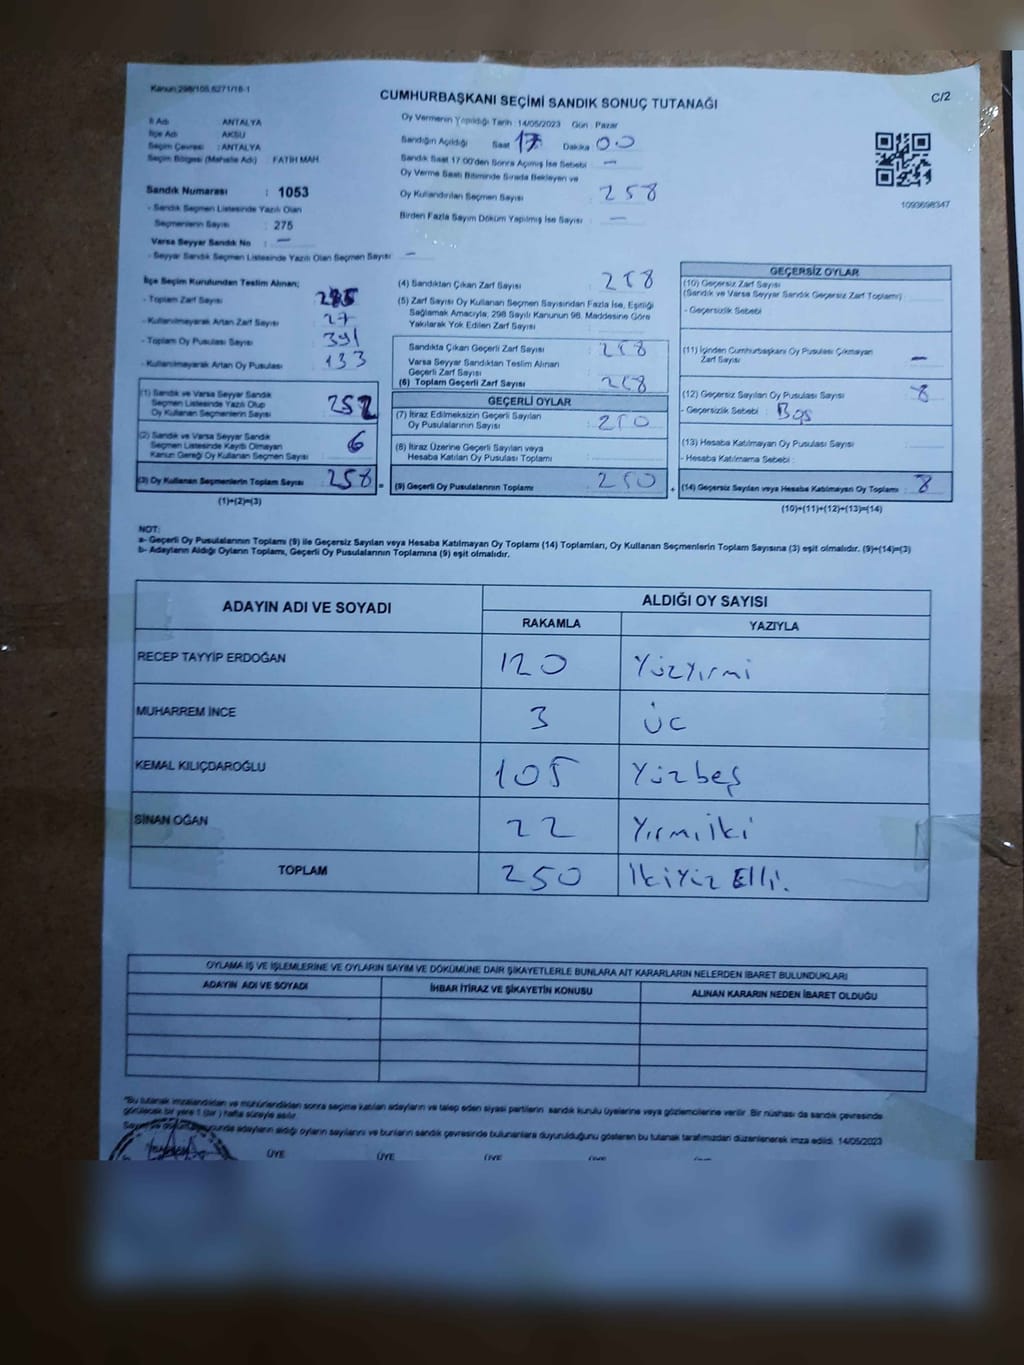 Kanun:298/105,6271/18-1
CUMHURBAŞKANI SEÇİMİ SANDIK SONUÇ TUTANAĞI
C/2
İl Adı ANTALYA
İlçe Adı AKSU
Seçim Çevresi : ANTALYA
Seçim Bölgesi (Mahalle Adı) FATİH MAH.
Sandık Numarası : 1053
- Sandık Seçmen Listesinde Yazılı Olan
Seçmenlerin Sayısı : 275
Varsa Seyyar Sandık No : -
- Seyyar Sandık Seçmen Listesinde Yazılı Olan Seçmen Sayısı : -
Oy Vermenin Yapıldığı Tarih : 14/05/2023 Gün : Pazar
Sandığın Açıldığı Saat 17 Dakika 00
Sandık Saat 17:00'den Sonra Açılmış İse Sebebi : -
Oy Verme Saati Bitiminde Sırada Bekleyen ve
Oy Kullandırılan Seçmen Sayısı : 258
Birden Fazla Sayım Döküm Yapılmış İse Sayısı : -
1093698347
İlçe Seçim Kurulundan Teslim Alınan;
- Toplam Zarf Sayısı :
- Kullanılmayarak Artan Zarf Sayısı : 27
- Toplam Oy Pusulası Sayısı : 391
- Kullanılmayarak Artan Oy Pusulası : 133
(1) Sandık ve Varsa Seyyar Sandık
Seçmen Listesinde Yazılı Olup
Oy Kullanan Seçmenlerin Sayısı : 252
(2) Sandık ve Varsa Seyyar Sandık
Seçmen Listesinde Kayıtlı Olmayan
Kanun Gereği Oy Kullanan Seçmen Sayısı : 6
(3) Oy Kullanan Seçmenlerin Toplam Sayısı : 258 =
(1)+(2)=(3)
(4) Sandıktan Çıkan Zarf Sayısı : 258
(5) Zarf Sayısı Oy Kullanan Seçmen Sayısından Fazla İse, Eşitliği
Sağlamak Amacıyla; 298 Sayılı Kanunun 98. Maddesine Göre
Yakılarak Yok Edilen Zarf Sayısı :
Sandıkta Çıkan Geçerli Zarf Sayısı : 258
Varsa Seyyar Sandıktan Teslim Alınan
Geçerli Zarf Sayısı :
(6) Toplam Geçerli Zarf Sayısı : 258
GEÇERLİ OYLAR
(7) İtiraz Edilmeksizin Geçerli Sayılan
Oy Pusulalarının Sayısı : 250
(8) İtiraz Üzerine Geçerli Sayılan veya
Hesaba Katılan Oy Pusulası Toplamı :
(9) Geçerli Oy Pusulalarının Toplamı : 250 +
GEÇERSİZ OYLAR
(10) Geçersiz Zarf Sayısı
(Sandık ve Varsa Seyyar Sandık Geçersiz Zarf Toplamı) :
- Geçersizlik Sebebi :
(11) İçinden Cumhurbaşkanı Oy Pusulası Çıkmayan
Zarf Sayısı : -
(12) Geçersiz Sayılan Oy Pusulası Sayısı : 8
- Geçersizlik Sebebi : Boş
(13) Hesaba Katılmayan Oy Pusulası Sayısı :
- Hesaba Katılmama Sebebi :
(14) Geçersiz Sayılan veya Hesaba Katılmayan Oy Toplamı : 8
(10)+(11)+(12)+(13)=(14)
NOT:
a- Geçerli Oy Pusulalarının Toplamı (9) ile Geçersiz Sayılan veya Hesaba Katılmayan Oy Toplamı (14) Toplamları, Oy Kullanan Seçmenlerin Toplam Sayısına (3) eşit olmalıdır. (9)+(14)=(3)
b- Adayların Aldığı Oyların Toplamı, Geçerli Oy Pusulalarının Toplamına (9) eşit olmalıdır.
ADAYIN ADI VE SOYADI ALDIĞI OY SAYISI
RAKAMLA YAZIYLA
RECEP TAYYİP ERDOĞAN 120 Yüzyirmi
MUHARREM İNCE 3 Üc
KEMAL KILIÇDAROĞLU 105 Yüzbeş
SİNAN OĞAN 22 Yirmiiki
TOPLAM 250 İkiYüz Elli.
OYLAMA İŞ VE İŞLEMLERİNE VE OYLARIN SAYIM VE DÖKÜMÜNE DAİR ŞİKAYETLERLE BUNLARA AİT KARARLARIN NELERDEN İBARET BULUNDUKLARI
ADAYIN ADI VE SOYADI İHBAR İTİRAZ VE ŞİKAYETİN KONUSU ALINAN KARARIN NEDEN İBARET OLDUĞU
"Bu tutanak imzalandıktan ve mühürlendikten sonra seçime katılan adayların ve talep eden siyasi partilerin sandık kurulu üyelerine veya gözlemcilerine verilir. Bir nüshası da sandık çevresinde
görülecek bir yere 1 (bir) hafta süreyle asılır.
adayların aldığı oyların sayılarını ve bunların sandık çevresinde bulunanlara duyurulduğunu gösteren bu tutanak tarafımızdan düzenlenerek imza edildi. 14/05/2023
ÜYE ÜYE ÜYE